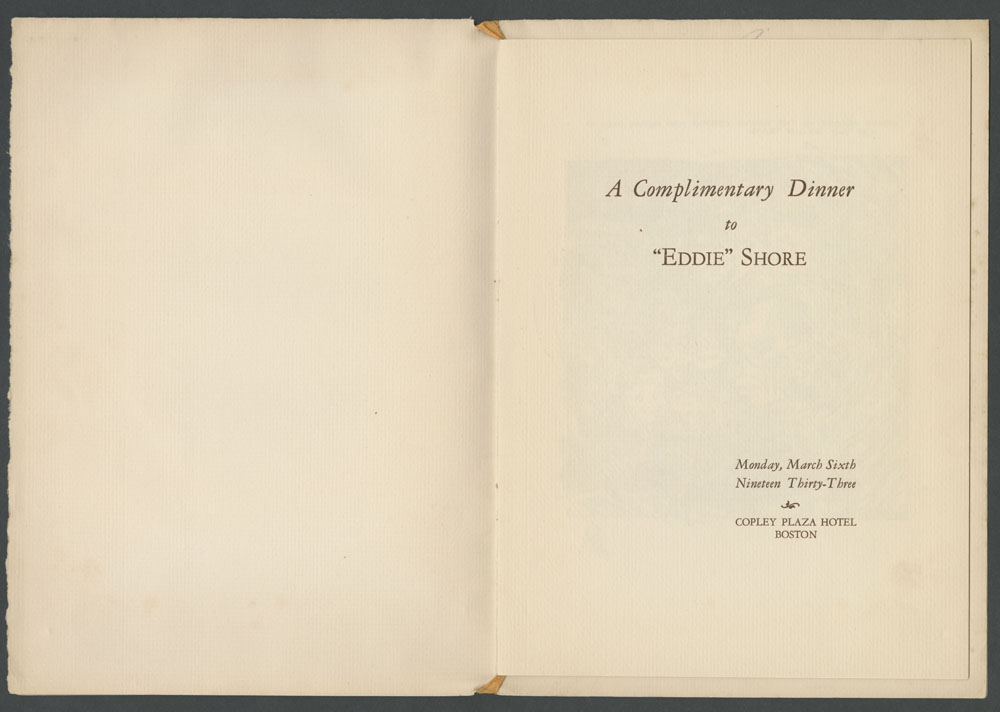 A Complimentary Dinner
to
“EDDIE” SHORE
Monday, March Sixth
Nineteen Thirty-Three
COPLEY PLAZA HOTEL
BOSTON